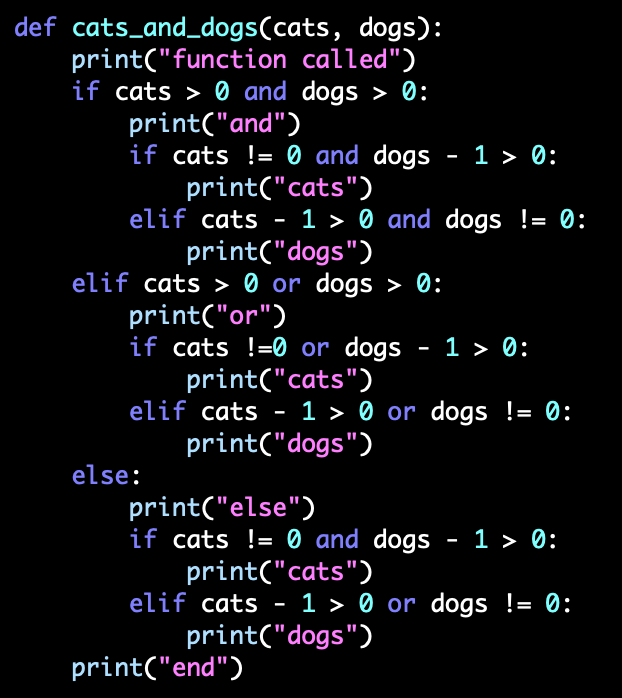 def cats_and_dogs(cats, dogs):
    print("function called")
    if cats > 0 and dogs > 0:
        print("and")
        if cats != 0 and dogs - 1 > 0:
            print("cats")
        elif cats - 1 > 0 and dogs != 0:
            print("dogs")
    elif cats > 0 or dogs > 0:
        print("or")
        if cats !=0 or dogs - 1 > 0:
            print("cats")
        elif cats - 1 > 0 or dogs != 0:
            print("dogs")
    else:
        print("else")
        if cats != 0 and dogs - 1 > 0:
            print("cats")
        elif cats - 1 > 0 or dogs != 0:
            print("dogs")
    print("end")